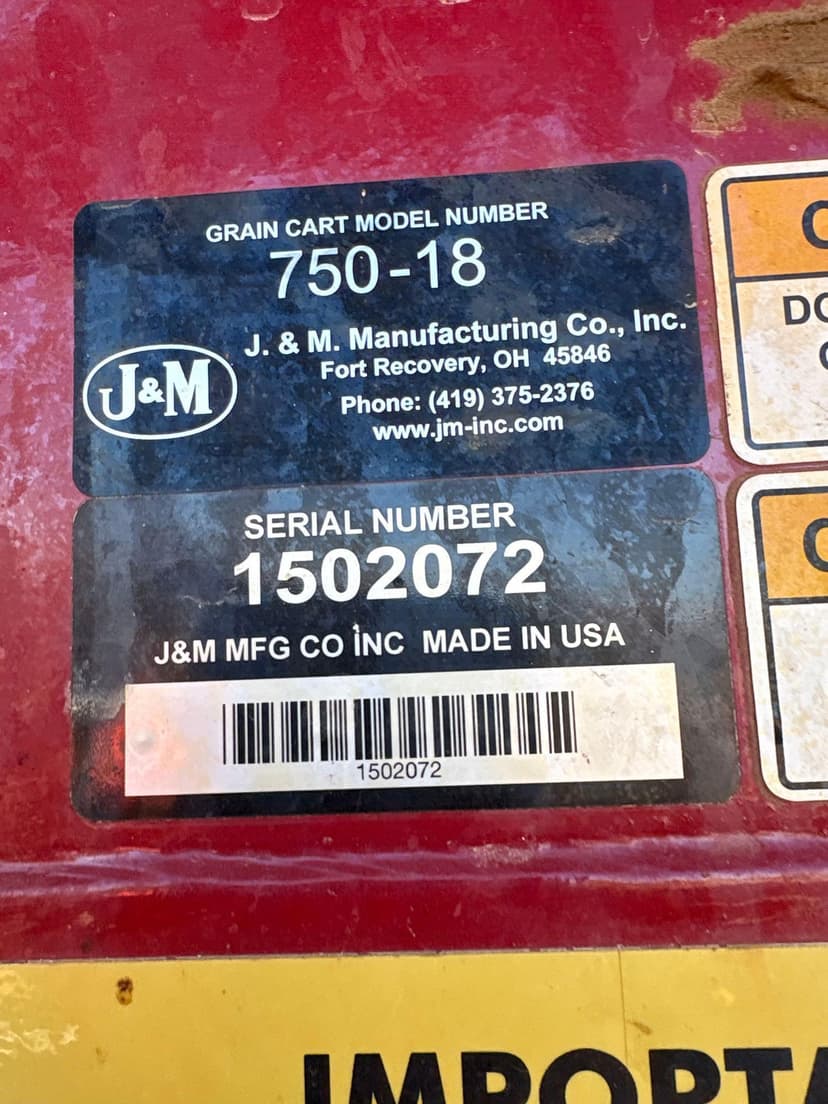 GRAIN CART MODEL NUMBER
750-18
J. & M. Manufacturing Co., Inc.
Fort Recovery, OH 45846
Phone: (419) 375-2376
www.jm-inc.com
J&M
SERIAL NUMBER
1502072
J&M MFG CO INC MADE IN USA
1502072